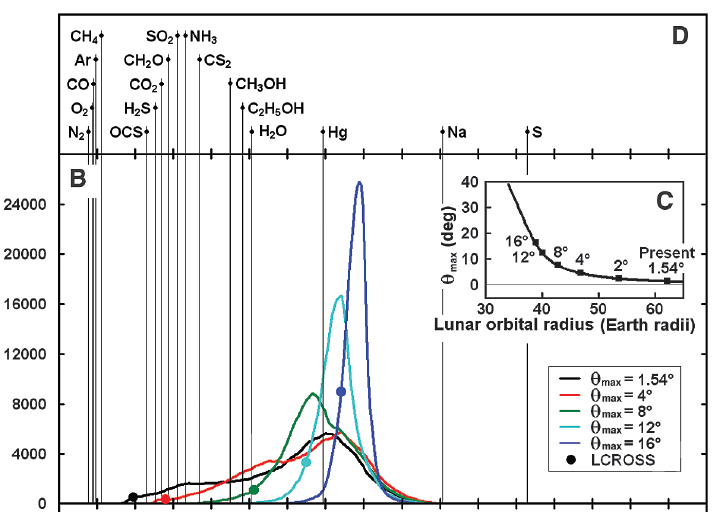 D
CH₄ SO₂ NH₃
Ar CH₂O CS₂
CO CO₂ CH₃OH
O₂ H₂S C₂H₅OH
N₂ OCS H₂O Hg Na S
B
24000
20000
16000
12000
8000
4000
0
C
40
30
20
10
0
θmax (deg)
16°
12°
8°
4°
2°
Present
1.54°
30 40 50 60
Lunar orbital radius (Earth radii)
θmax = 1.54°
θmax = 4°
θmax = 8°
θmax = 12°
θmax = 16°
LCROSS